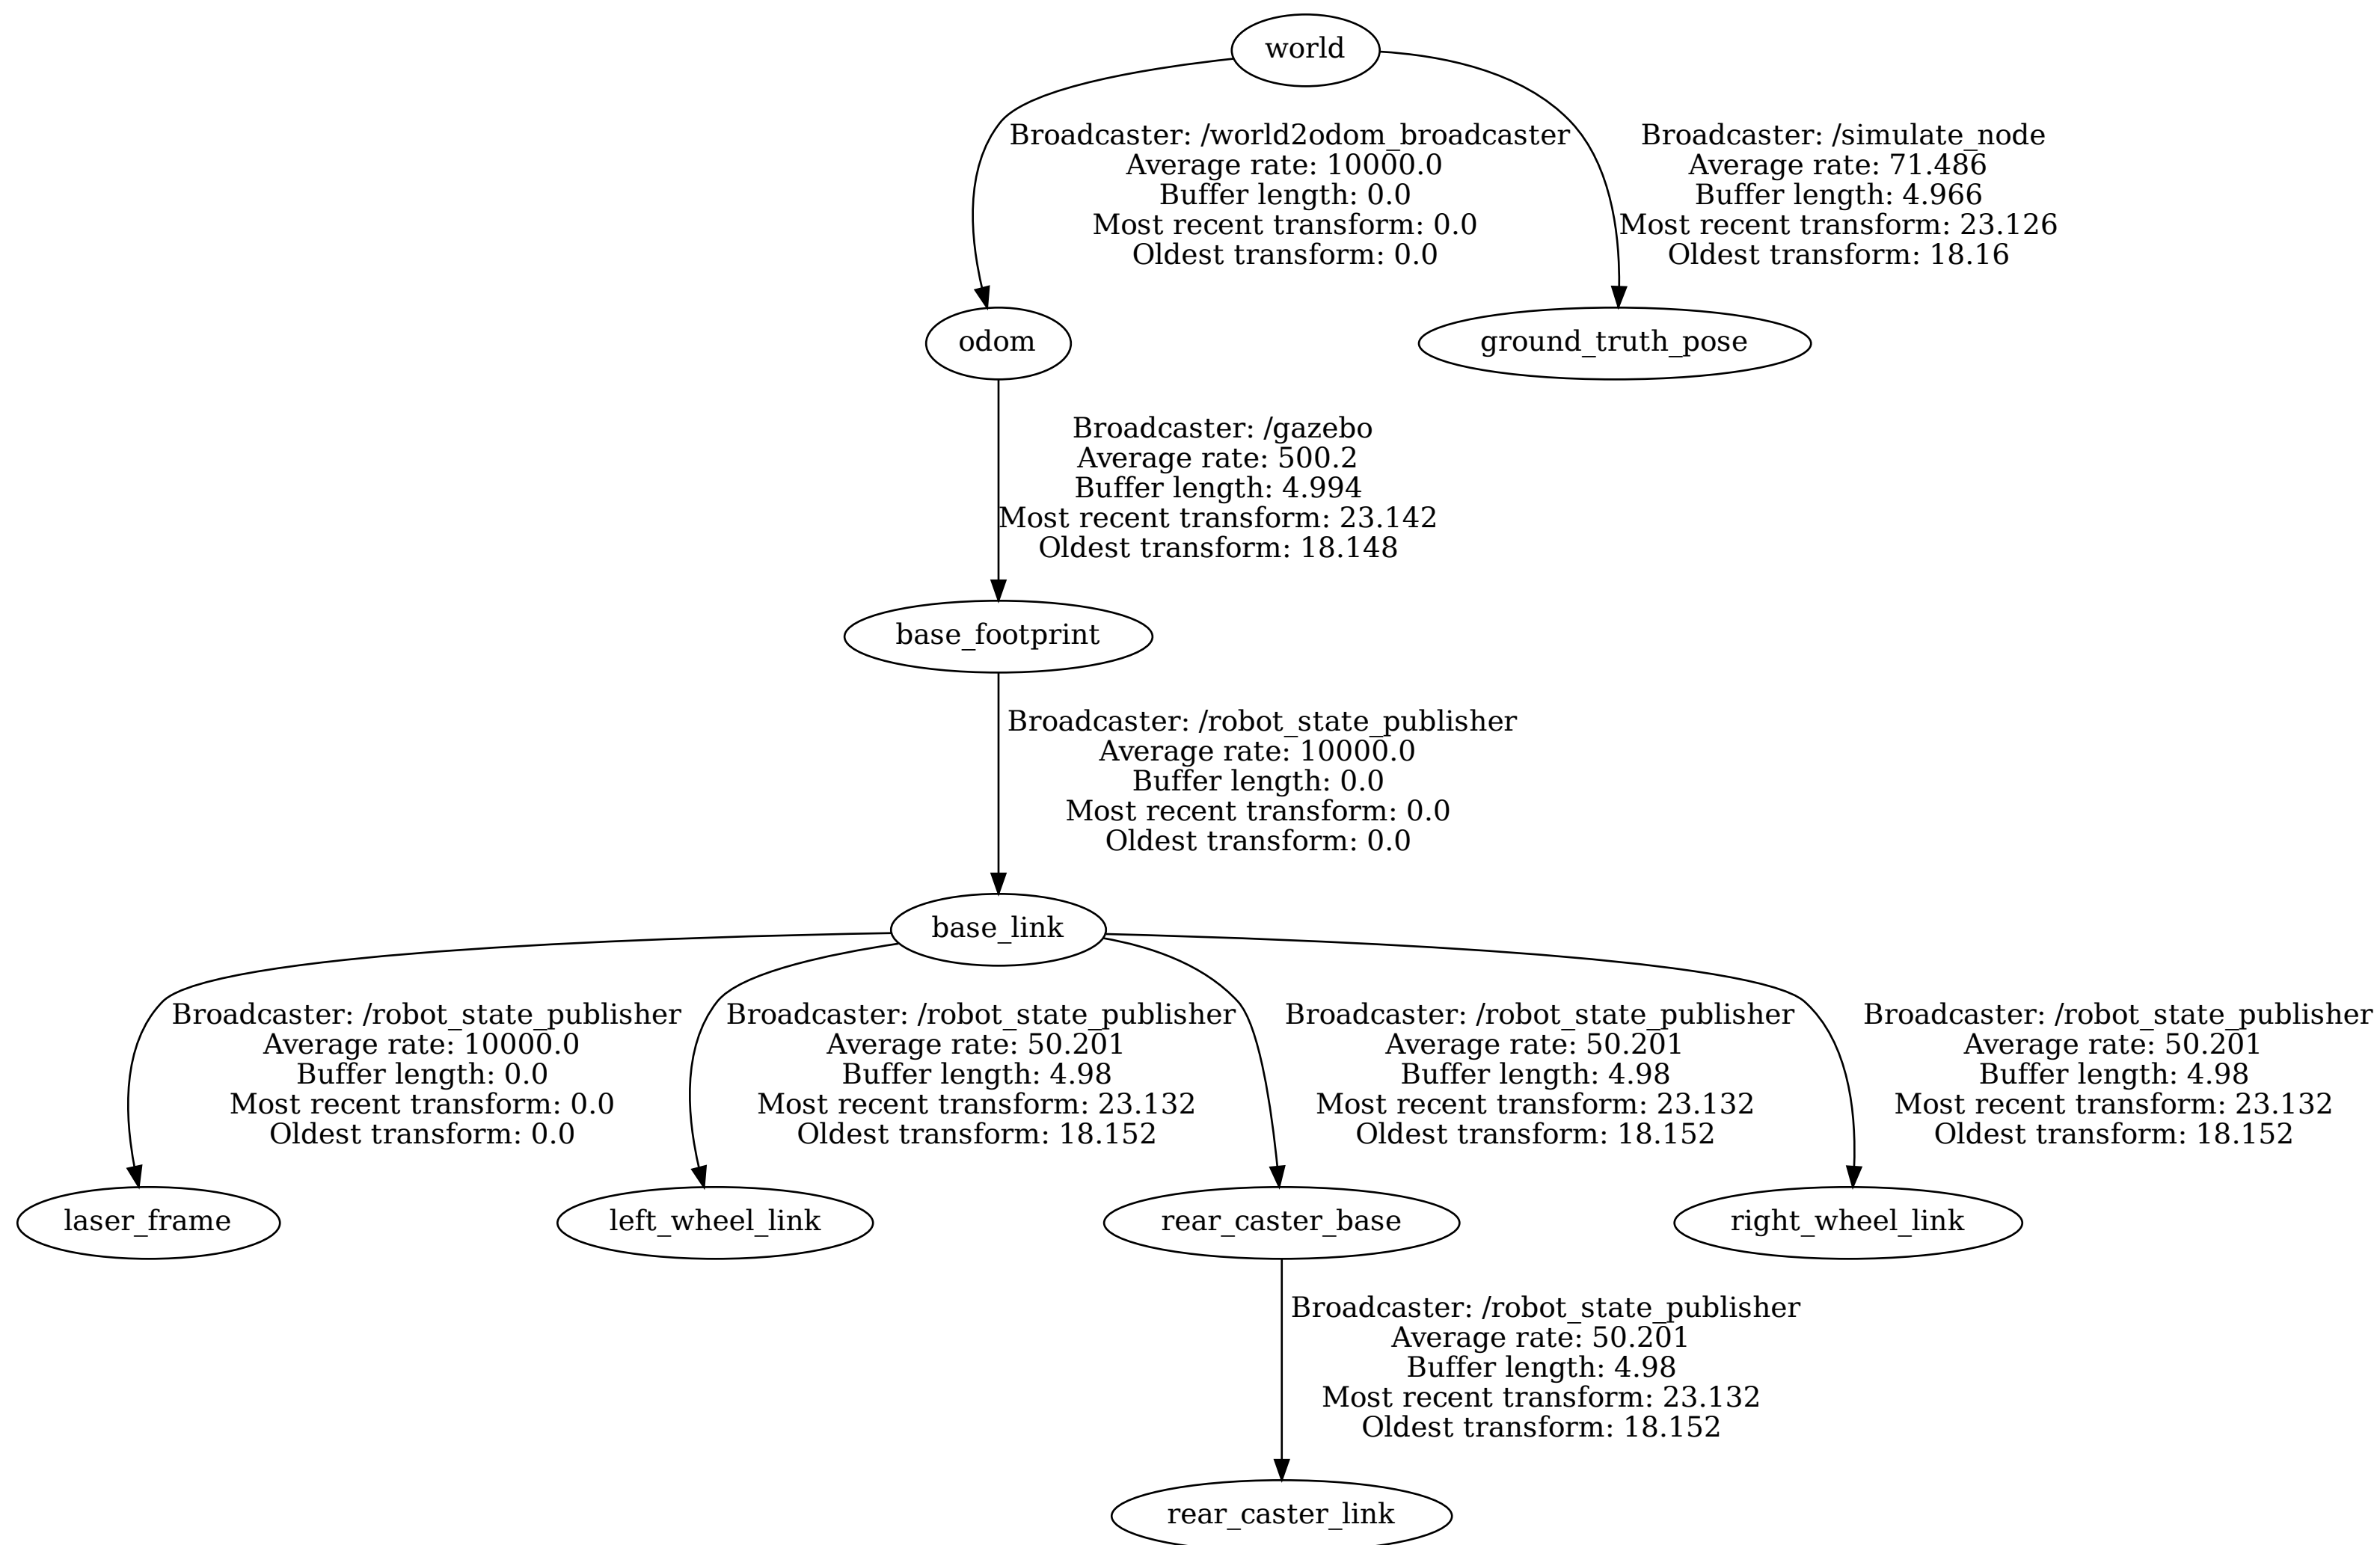 world
Broadcaster: /world2odom_broadcaster
Average rate: 10000.0
Buffer length: 0.0
Most recent transform: 0.0
Oldest transform: 0.0
Broadcaster: /simulate_node
Average rate: 71.486
Buffer length: 4.966
Most recent transform: 23.126
Oldest transform: 18.16
odom
ground_truth_pose
Broadcaster: /gazebo
Average rate: 500.2
Buffer length: 4.994
Most recent transform: 23.142
Oldest transform: 18.148
base_footprint
Broadcaster: /robot_state_publisher
Average rate: 10000.0
Buffer length: 0.0
Most recent transform: 0.0
Oldest transform: 0.0
base_link
Broadcaster: /robot_state_publisher
Average rate: 10000.0
Buffer length: 0.0
Most recent transform: 0.0
Oldest transform: 0.0
Broadcaster: /robot_state_publisher
Average rate: 50.201
Buffer length: 4.98
Most recent transform: 23.132
Oldest transform: 18.152
Broadcaster: /robot_state_publisher
Average rate: 50.201
Buffer length: 4.98
Most recent transform: 23.132
Oldest transform: 18.152
Broadcaster: /robot_state_publisher
Average rate: 50.201
Buffer length: 4.98
Most recent transform: 23.132
Oldest transform: 18.152
laser_frame
left_wheel_link
rear_caster_base
right_wheel_link
Broadcaster: /robot_state_publisher
Average rate: 50.201
Buffer length: 4.98
Most recent transform: 23.132
Oldest transform: 18.152
rear_caster_link